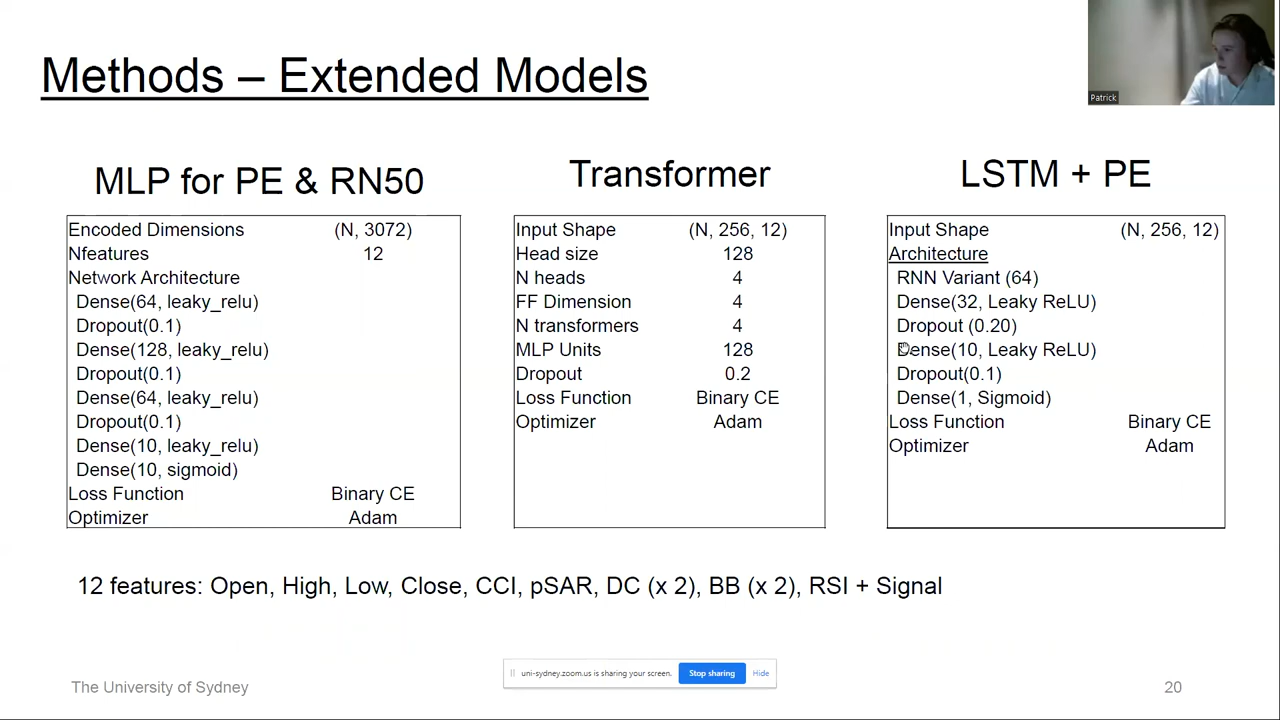 Methods – Extended Models
Patrick
MLP for PE & RN50
Encoded Dimensions (N, 3072)
Nfeatures 12
Network Architecture
Dense(64, leaky_relu)
Dropout(0.1)
Dense(128, leaky_relu)
Dropout(0.1)
Dense(64, leaky_relu)
Dropout(0.1)
Dense(10, leaky_relu)
Dense(10, sigmoid)
Loss Function Binary CE
Optimizer Adam
Transformer
Input Shape (N, 256, 12)
Head size 128
N heads 4
FF Dimension 4
N transformers 4
MLP Units 128
Dropout 0.2
Loss Function Binary CE
Optimizer Adam
LSTM + PE
Input Shape (N, 256, 12)
Architecture
RNN Variant (64)
Dense(32, Leaky ReLU)
Dropout (0.20)
Dense(10, Leaky ReLU)
Dropout(0.1)
Dense(1, Sigmoid)
Loss Function Binary CE
Optimizer Adam
12 features: Open, High, Low, Close, CCI, pSAR, DC (x 2), BB (x 2), RSI + Signal
uni-sydney.zoom.us is sharing your screen. Stop sharing Hide
The University of Sydney 20